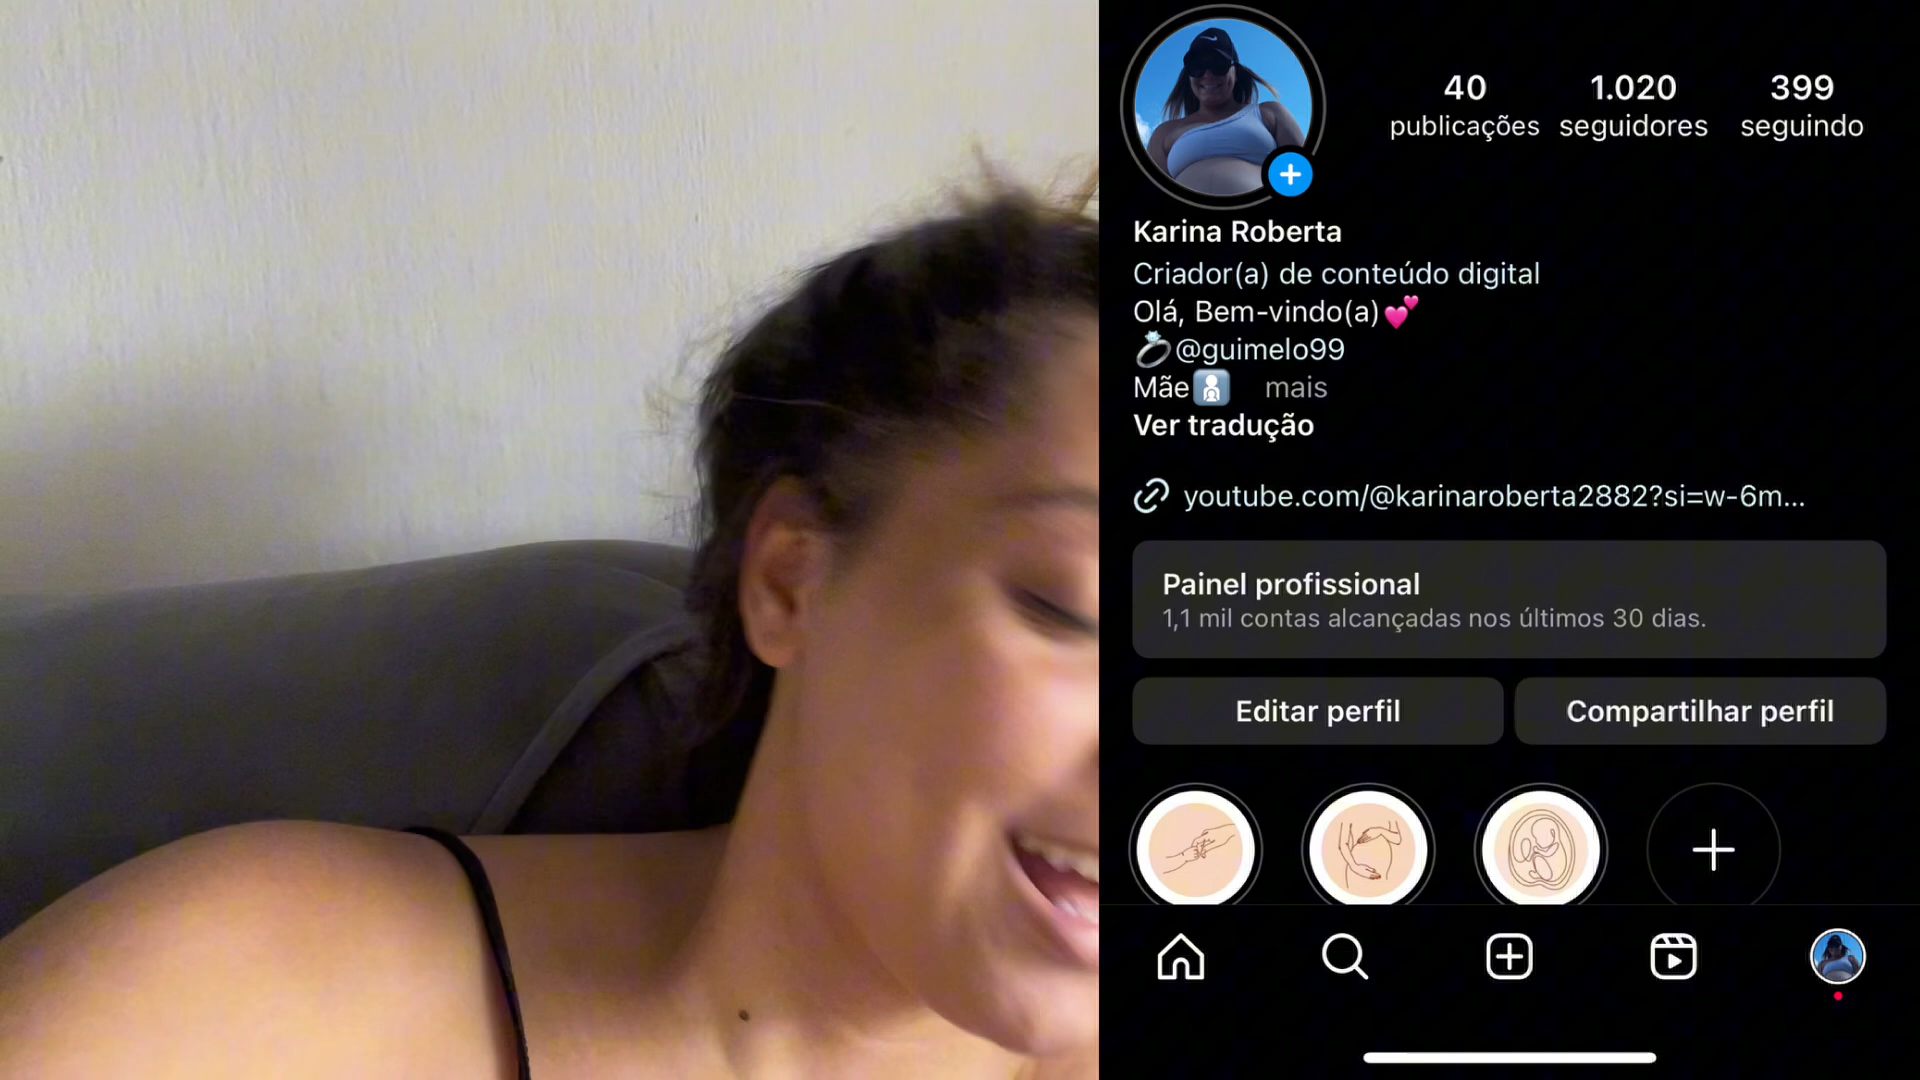 40
publicações
1.020
seguidores
399
seguindo
Karina Roberta
Criador(a) de conteúdo digital
Olá, Bem-vindo(a)💕
💍@guimelo99
Mãe🚼 mais
Ver tradução
youtube.com/@karinaroberta2882?si=w-6m...
Painel profissional
1,1 mil contas alcançadas nos últimos 30 dias.
Editar perfil
Compartilhar perfil